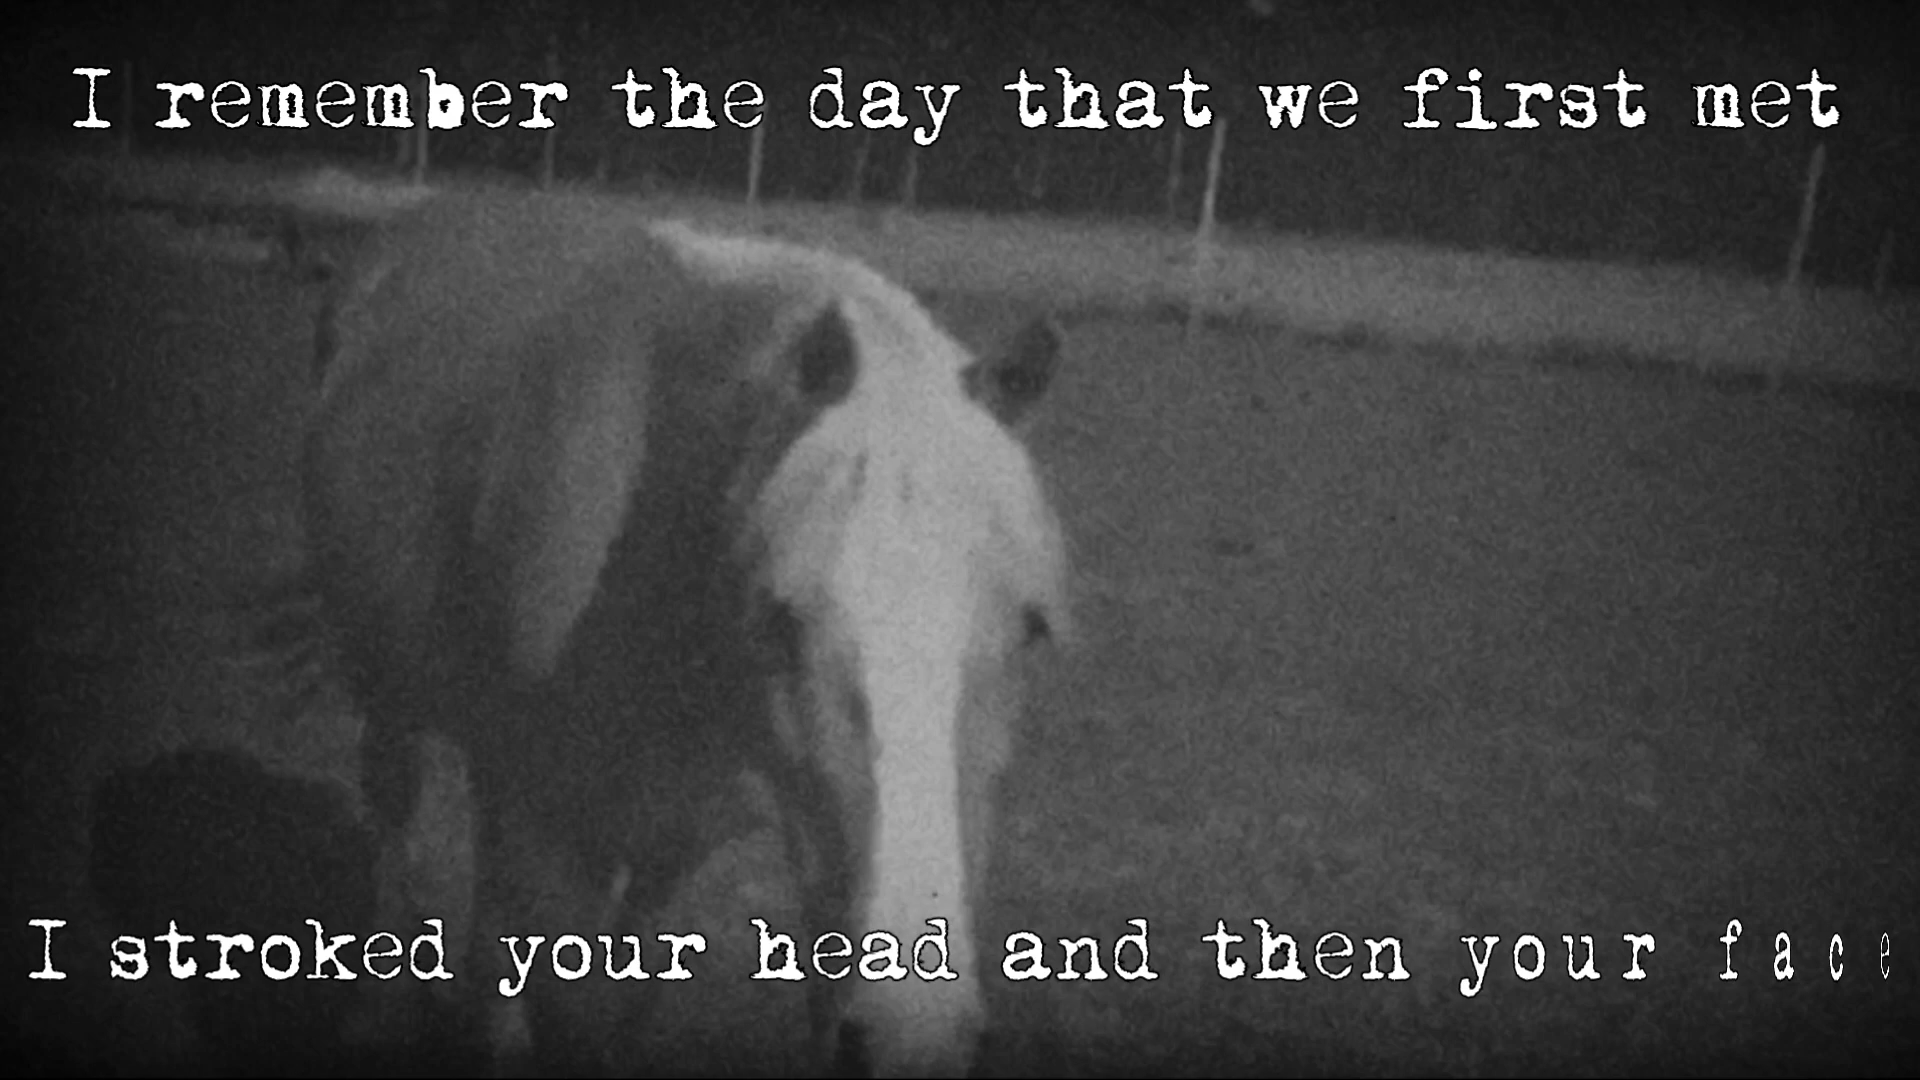 I remember the day that we first met
I stroked your head and then your face